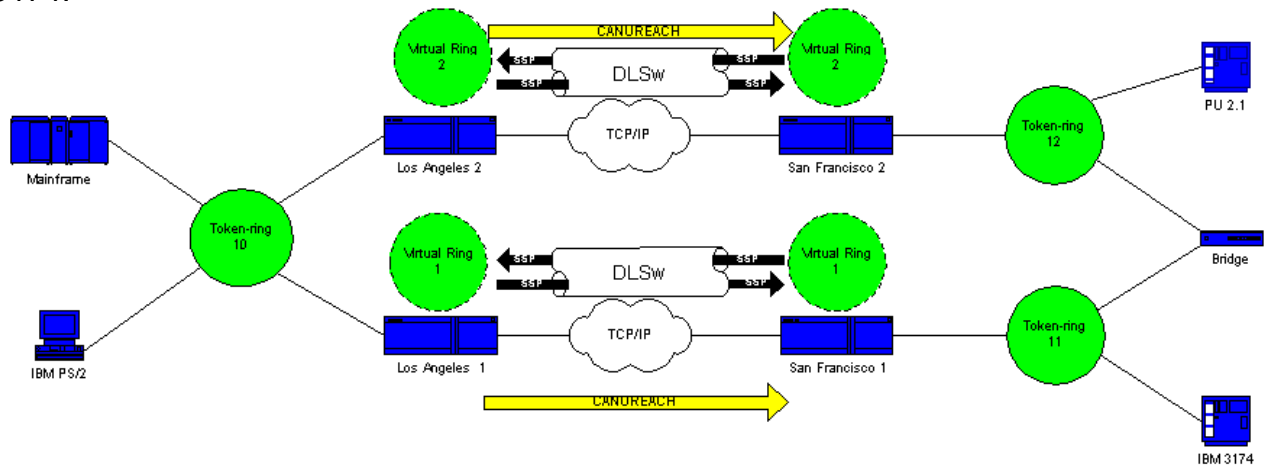 CANUREACH
Virtual Ring
2
SSP
SSP
DLSw
SSP
SSP
Virtual Ring
2
PU 2.1
Mainframe
Los Angeles 2
TCP/IP
San Francisco 2
Token-ring
12
Token-ring
10
Bridge
Virtual Ring
1
SSP
SSP
DLSw
SSP
SSP
Virtual Ring
1
IBM PS/2
Los Angeles 1
TCP/IP
San Francisco 1
Token-ring
11
CANUREACH
IBM 3174